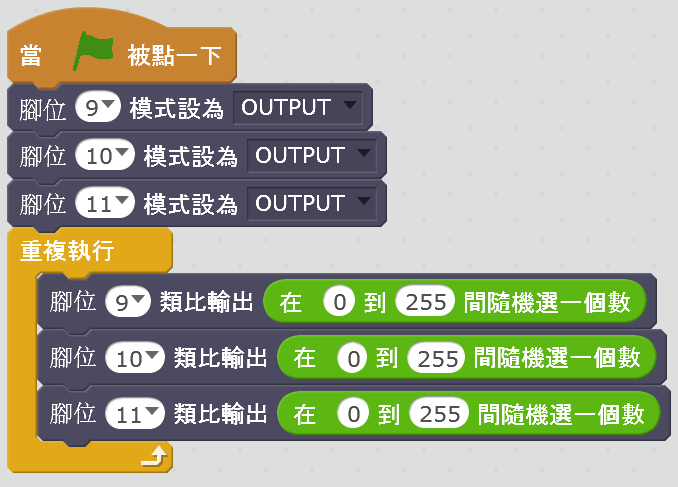 當 被點一下
腳位 9 模式設為 OUTPUT
腳位 10 模式設為 OUTPUT
腳位 11 模式設為 OUTPUT
重複執行
腳位 9 類比輸出 在 0 到 255 間隨機選一個數
腳位 10 類比輸出 在 0 到 255 間隨機選一個數
腳位 11 類比輸出 在 0 到 255 間隨機選一個數